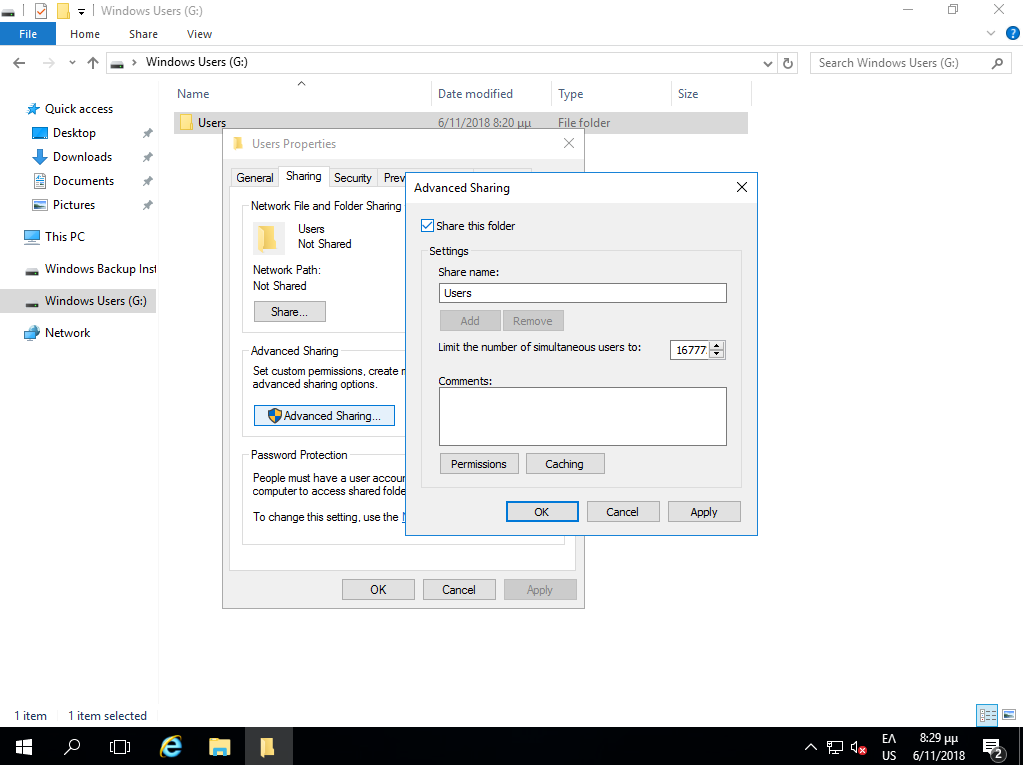 Windows Users (G:)
File
Home
Share
View
?
Windows Users (G:)
Search Windows Users (G:)
Name
Date modified
Type
Size
Quick access
Desktop
Downloads
Documents
Pictures
This PC
Windows Backup Inst
Windows Users (G:)
Network
Users
6/11/2018 8:20 μμ
File folder
Users Properties
General
Sharing
Security
Prev
Network File and Folder Sharing
Users
Not Shared
Network Path:
Not Shared
Share...
Advanced Sharing
Set custom permissions, create
advanced sharing options.
Advanced Sharing...
Password Protection
People must have a user accou
computer to access shared folde
To change this setting, use the
OK
Cancel
Apply
Advanced Sharing
Share this folder
Settings
Share name:
Users
Add
Remove
Limit the number of simultaneous users to:
16777
Comments:
Permissions
Caching
OK
Cancel
Apply
1 item
1 item selected
ΕΛ
US
8:29 μμ
6/11/2018
2